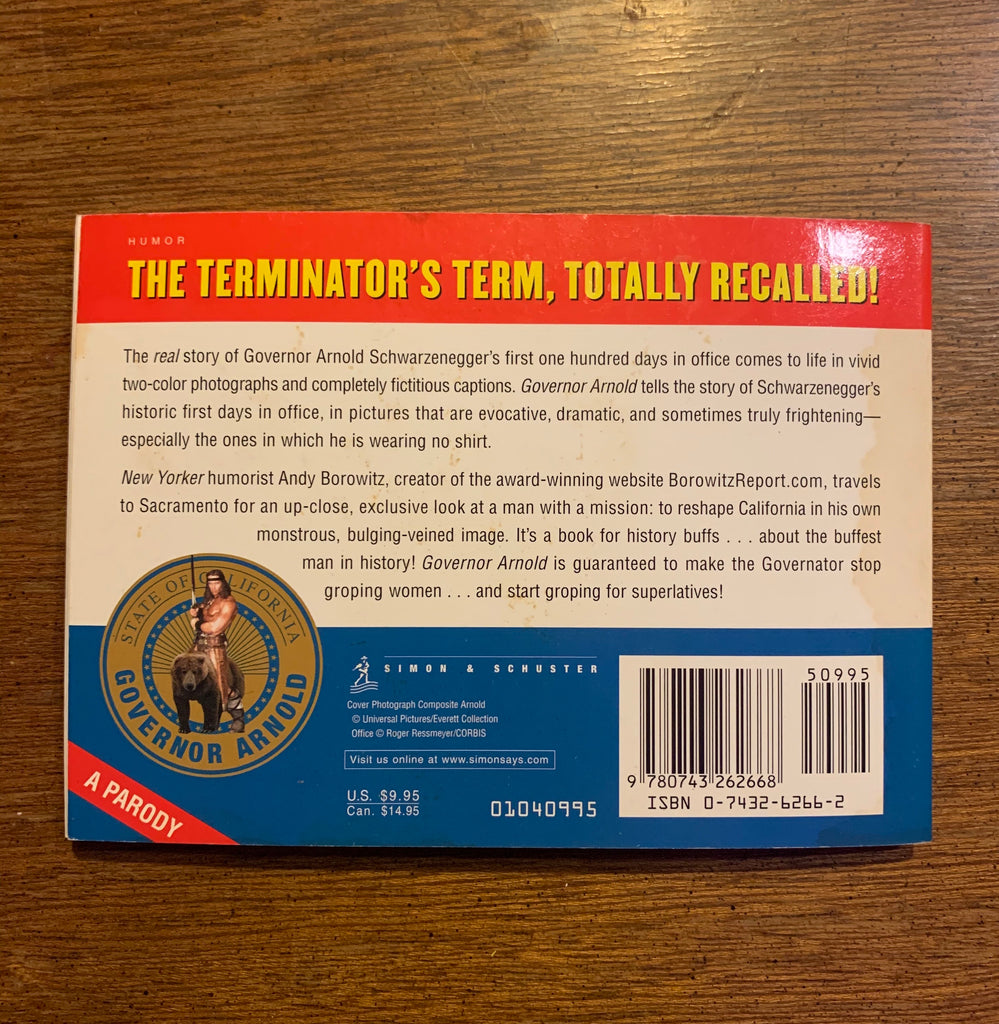 HUMOR
THE TERMINATOR'S TERM, TOTALLY RECALLED!
The real story of Governor Arnold Schwarzenegger's first one hundred days in office comes to life in vivid
two-color photographs and completely fictitious captions. Governor Arnold tells the story of Schwarzenegger's
historic first days in office, in pictures that are evocative, dramatic, and sometimes truly frightening—
especially the ones in which he is wearing no shirt.
New Yorker humorist Andy Borowitz, creator of the award-winning website BorowitzReport.com, travels
to Sacramento for an up-close, exclusive look at a man with a mission: to reshape California in his own
monstrous, bulging-veined image. It's a book for history buffs . . . about the buffest
man in history! Governor Arnold is guaranteed to make the Governator stop
groping women . . . and start groping for superlatives!
STATE OF CALIFORNIA
GOVERNOR ARNOLD
A PARODY
SIMON & SCHUSTER
Cover Photograph Composite Arnold
© Universal Pictures/Everett Collection
Office © Roger Ressmeyer/CORBIS
Visit us online at www.simonsays.com
U.S. $9.95
Can. $14.95
01040995
50995
9 780743 262668
ISBN 0-7432-6266-2